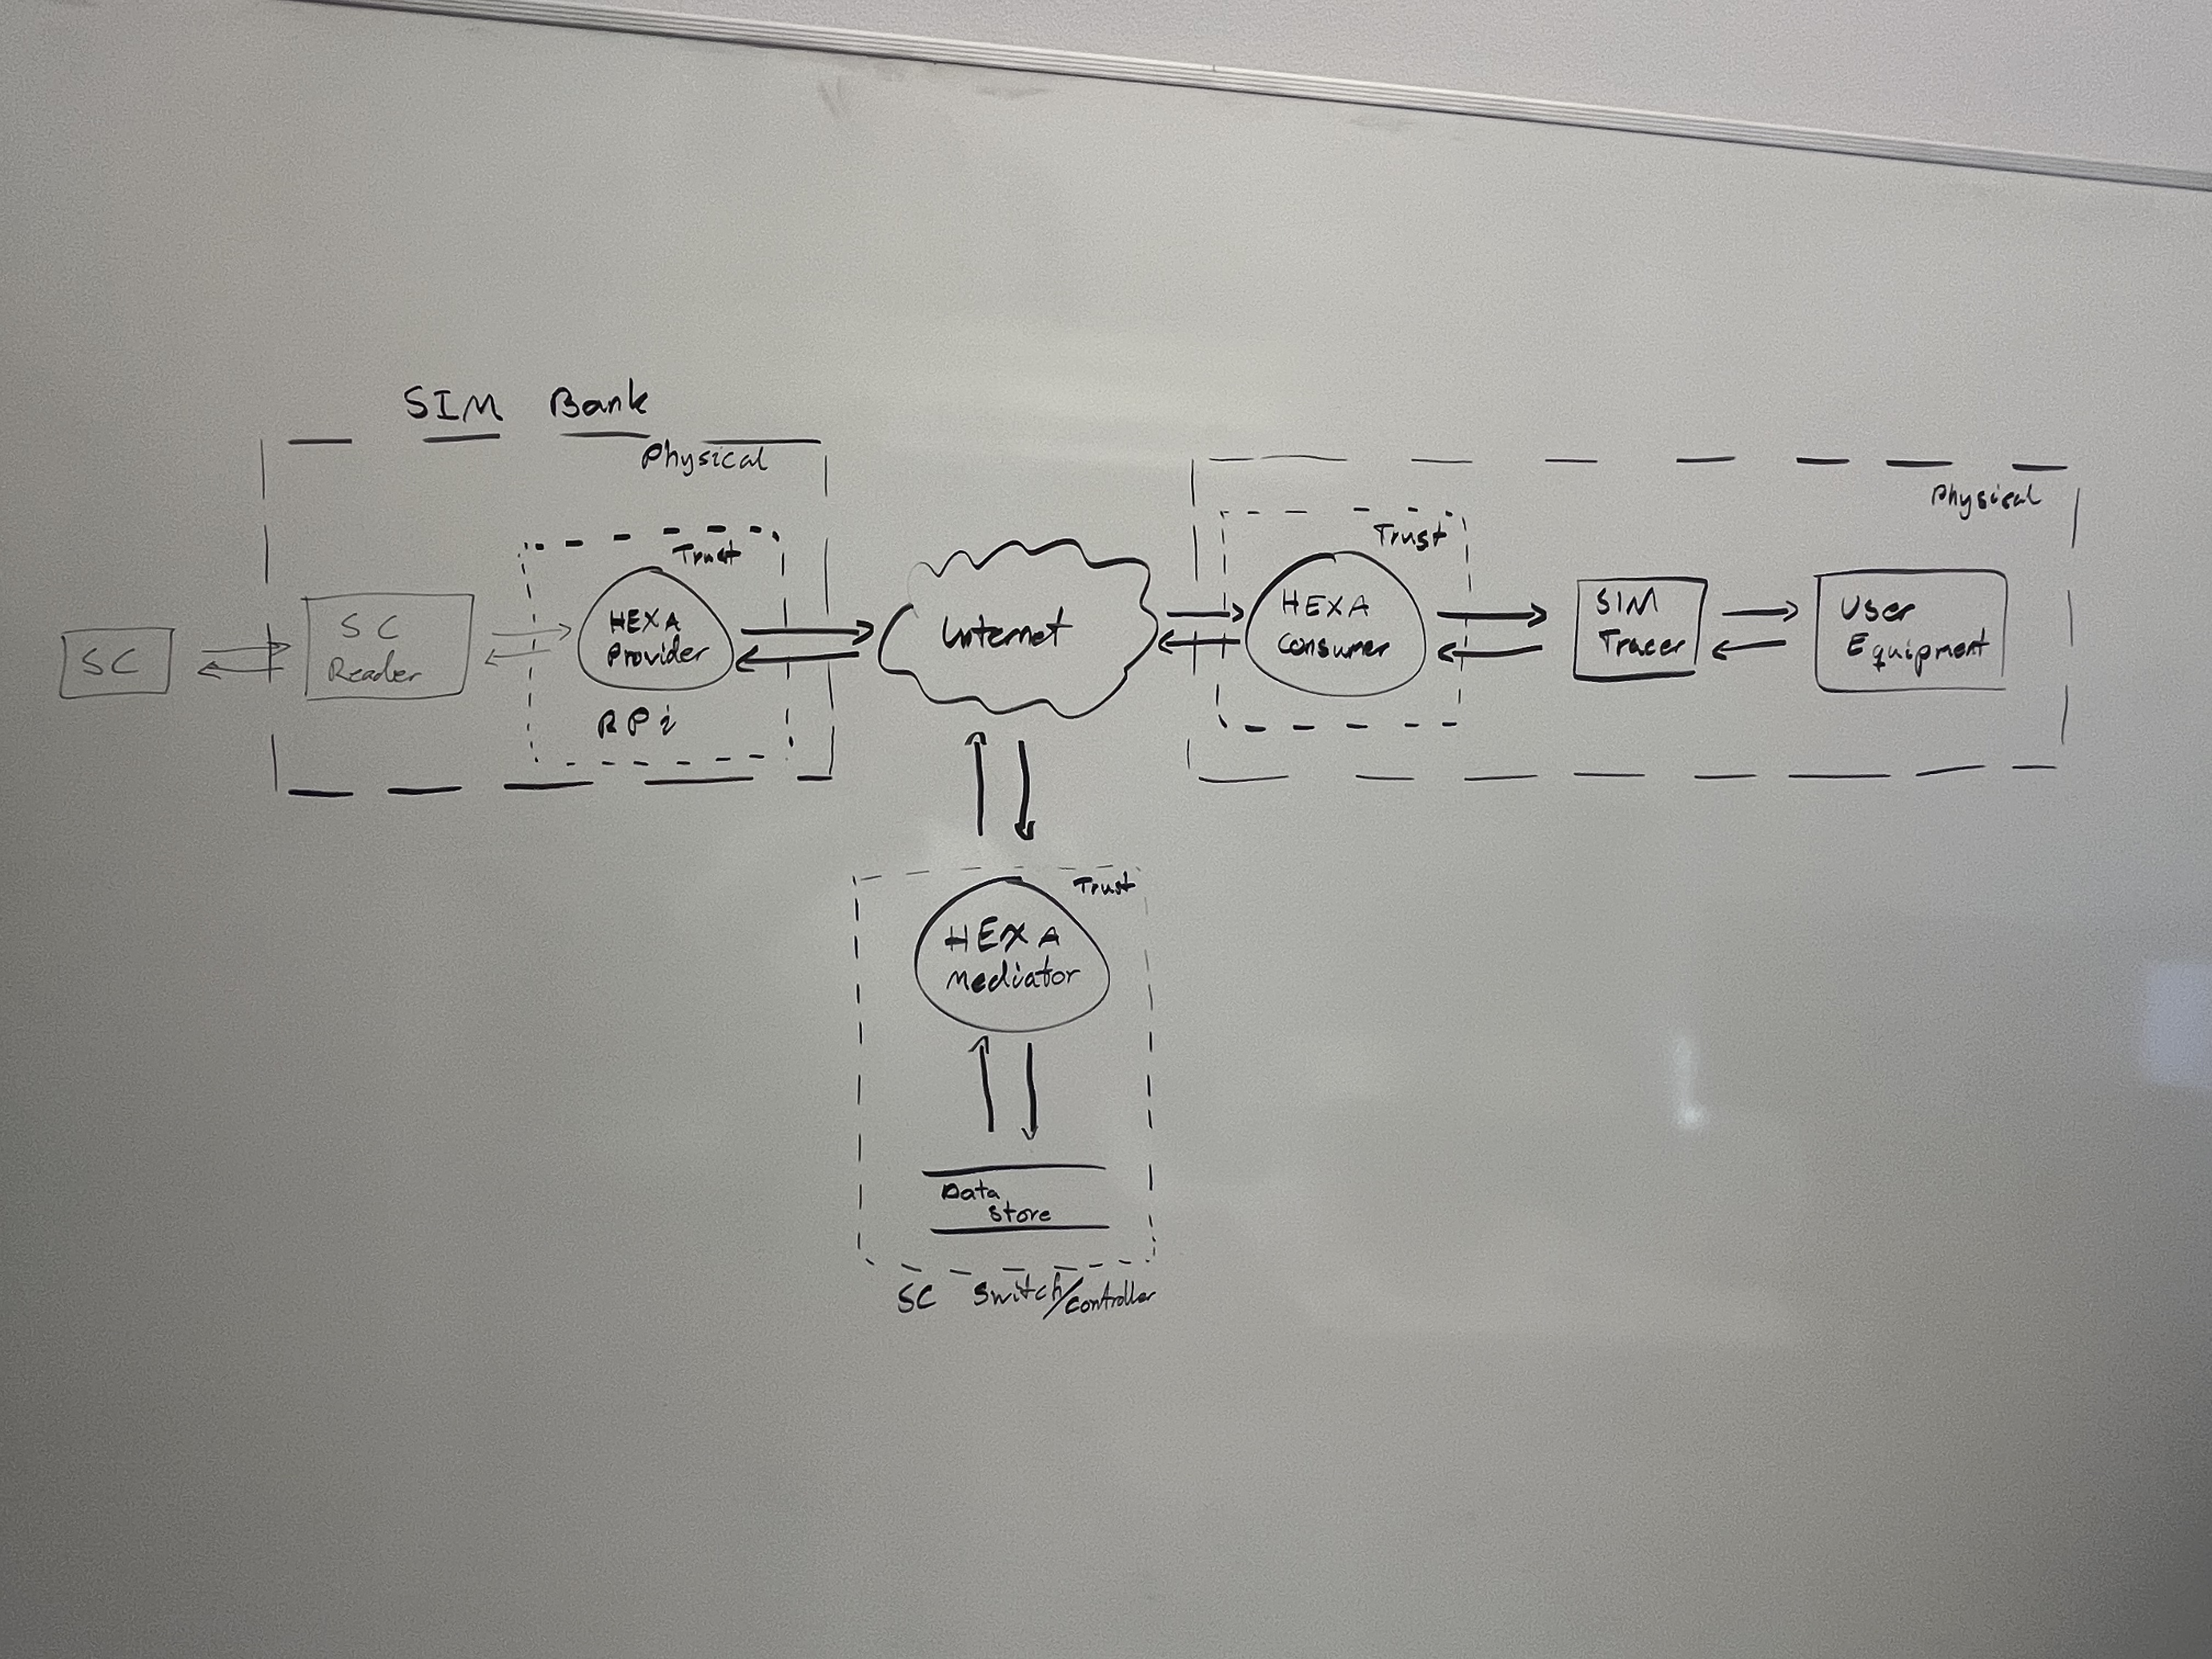 SIM Bank
Physical
Physical
Trust
Trust
SC
SC
Reader
HEXA
Provider
RPi
Internet
HEXA
Consumer
SIM
Tracer
User
Equipment
Trust
HEXA
Mediator
Data
Store
SC Switch/Controller